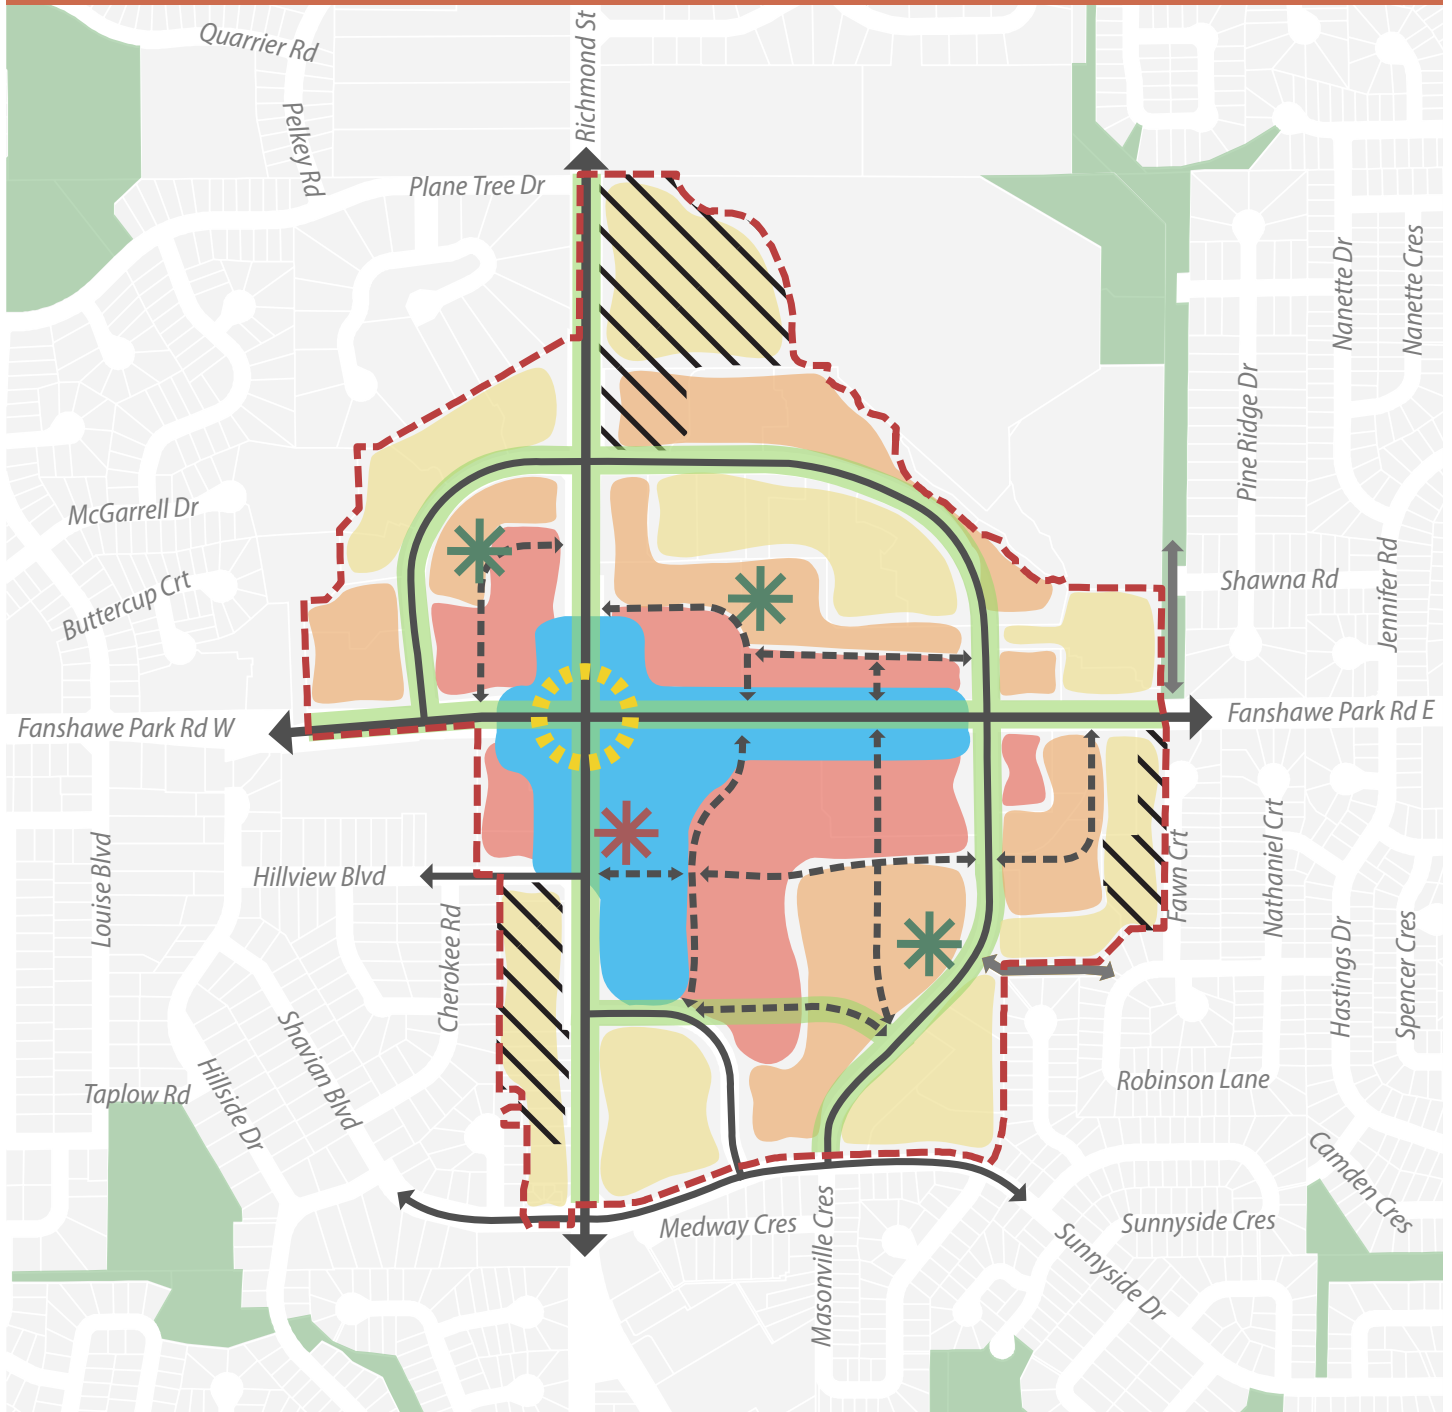 Quarrier Rd
Richmond St
Pelkey Rd
Plane Tree Dr
Nanette Dr
Nanette Cres
Pine Ridge Dr
McGarrell Dr
Buttercup Crt
Shawna Rd
Jennifer Rd
Fanshawe Park Rd W
Fanshawe Park Rd E
Louise Blvd
Hillview Blvd
Fawn Crt
Nathaniel Crt
Cherokee Rd
Hastings Dr
Spencer Cres
Shavian Blvd
Hillside Dr
Taplow Rd
Robinson Lane
Camden Cres
Medway Cres
Masonville Cres
Sunnyside Cres
Sunnyside Dr